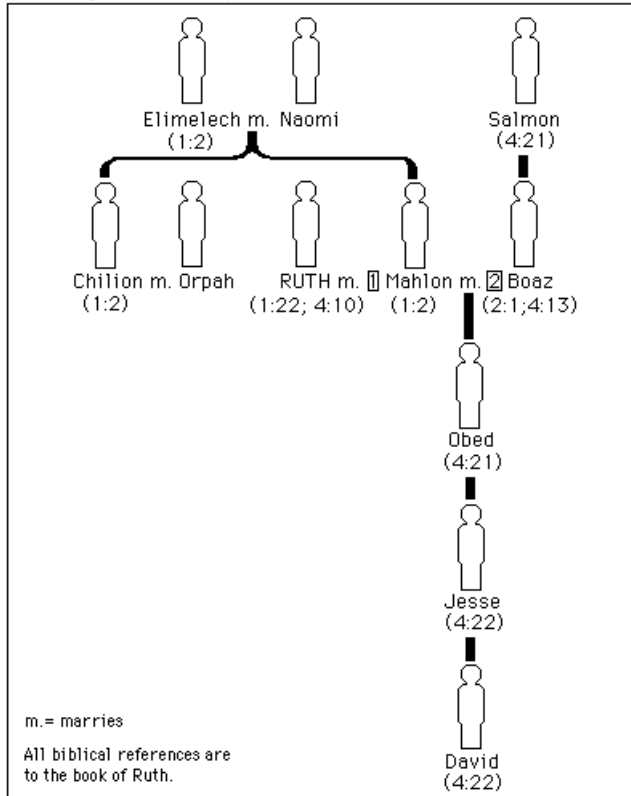 Elimelech m. Naomi
(1:2)
Salmon
(4:21)
Chilion m. Orpah
(1:2)
RUTH m. 1 Mahlon m. 2 Boaz
(1:22; 4:10) (1:2) (2:1;4:13)
Obed
(4:21)
Jesse
(4:22)
David
(4:22)
m.= marries
All biblical references are
to the book of Ruth.